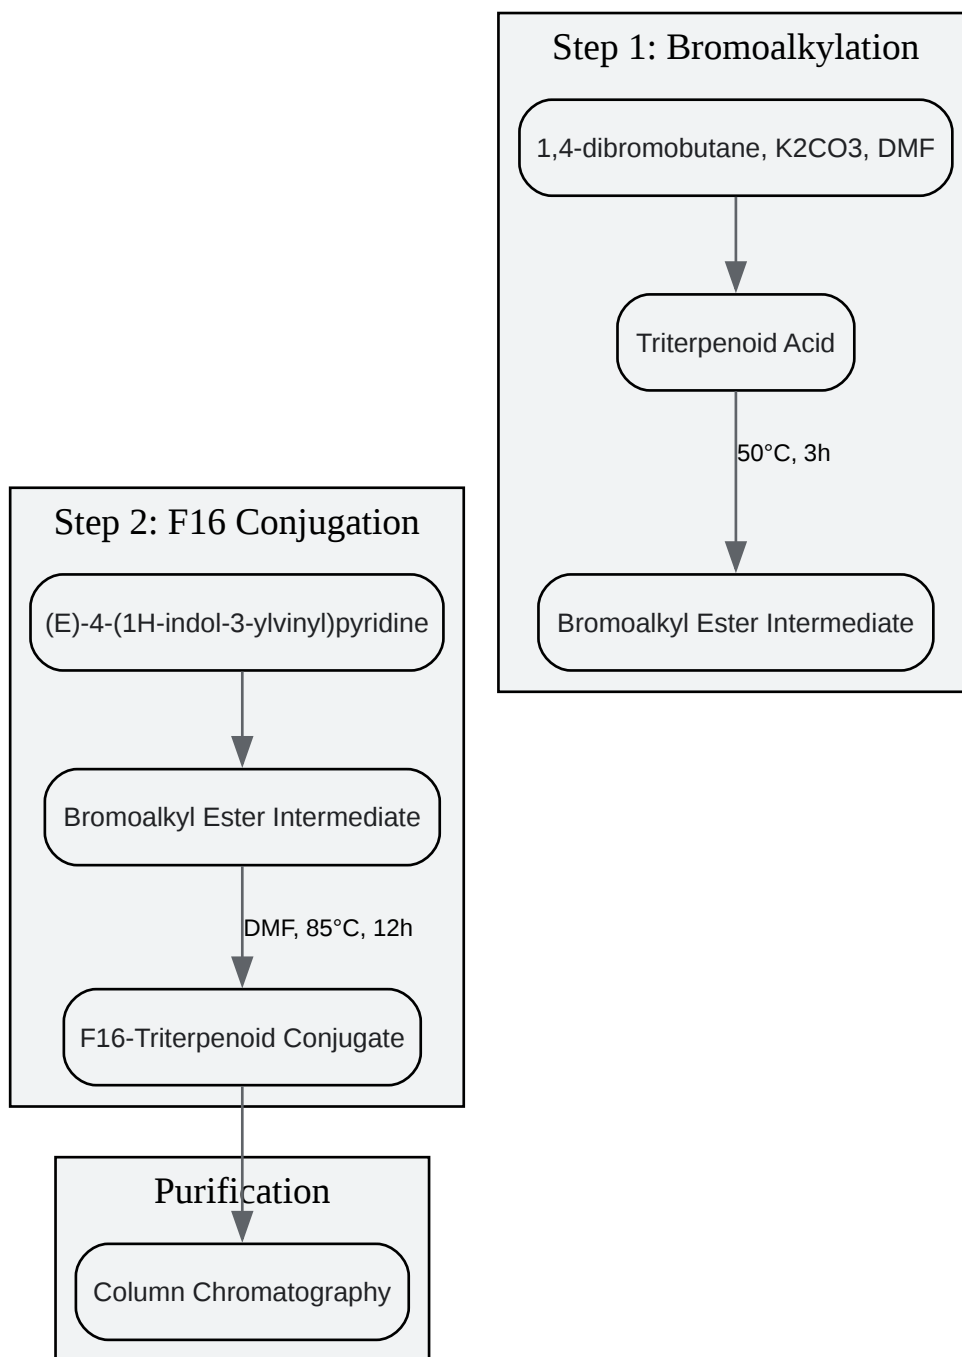 Step 1: Bromoalkylation
1,4-dibromobutane, K2CO3, DMF
Triterpenoid Acid
50°C, 3h
Bromoalkyl Ester Intermediate
Step 2: F16 Conjugation
(E)-4-(1H-indol-3-ylvinyl)pyridine
Bromoalkyl Ester Intermediate
DMF, 85°C, 12h
F16-Triterpenoid Conjugate
Purification
Column Chromatography